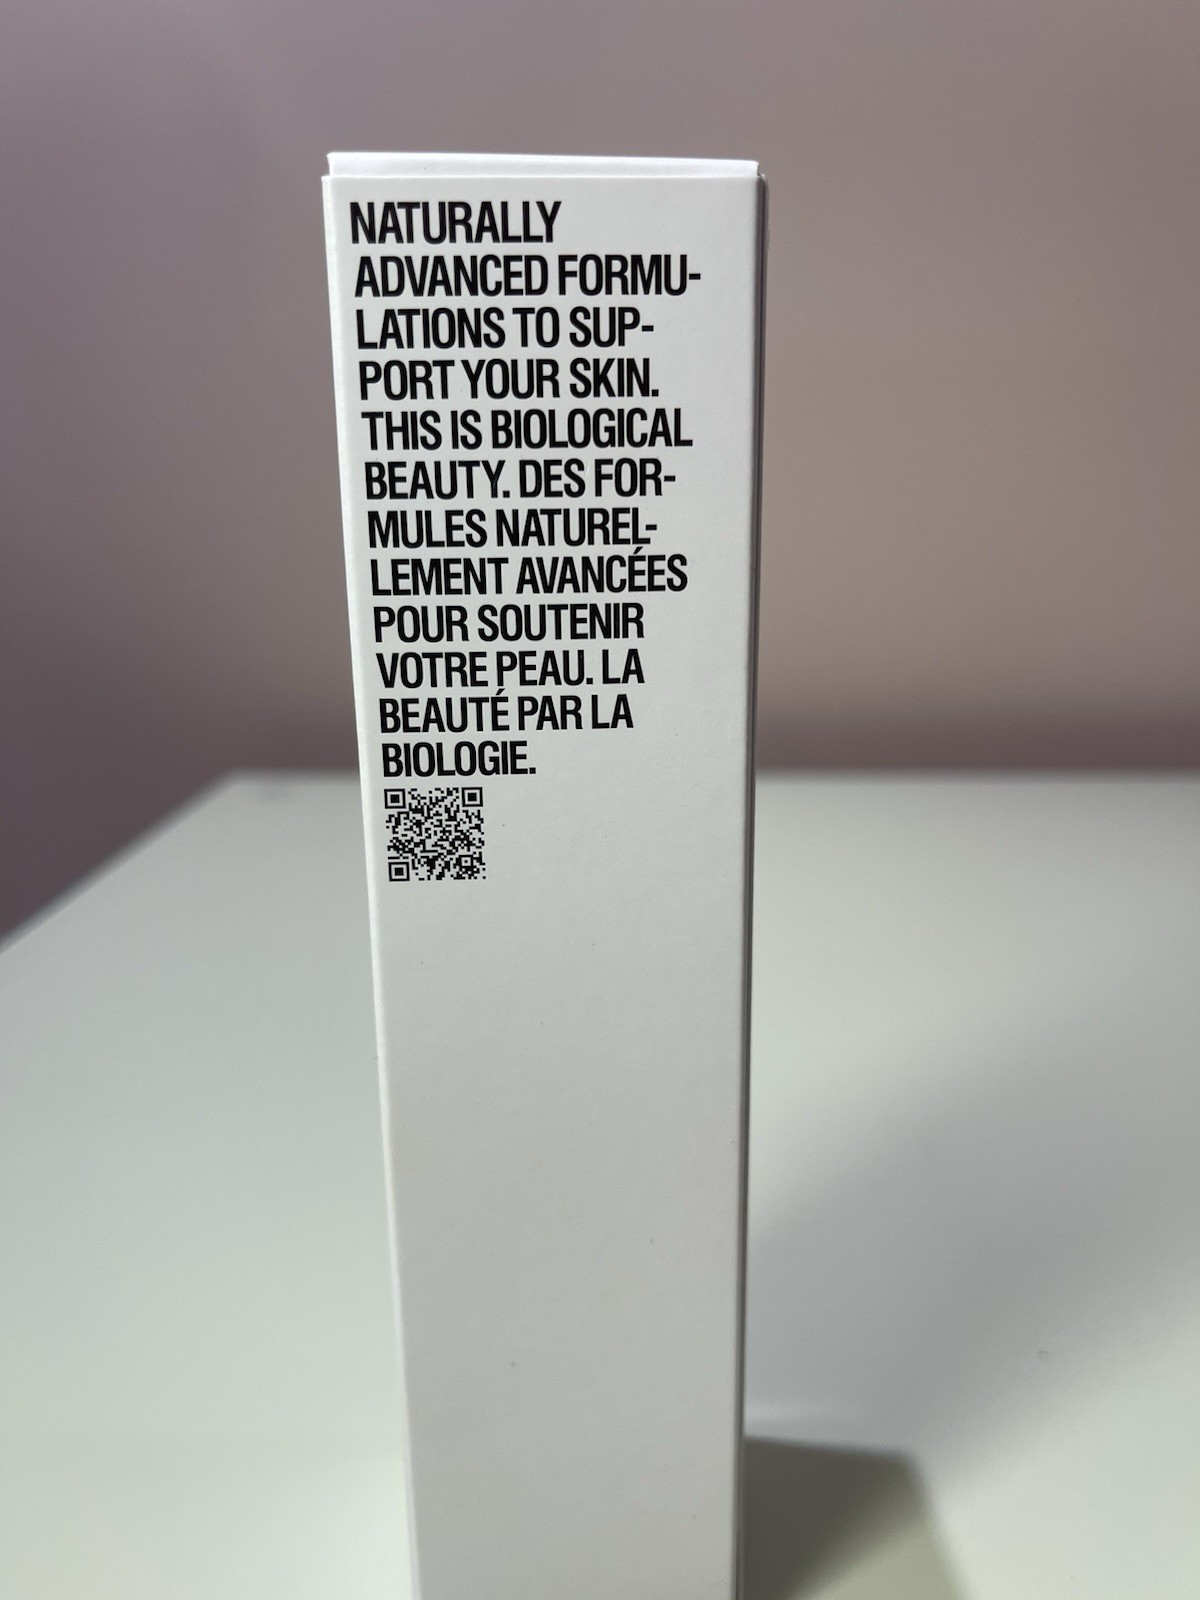 NATURALLY
ADVANCED FORMU-
LATIONS TO SUP-
PORT YOUR SKIN.
THIS IS BIOLOGICAL
BEAUTY. DES FOR-
MULES NATUREL-
LEMENT AVANCÉES
POUR SOUTENIR
VOTRE PEAU. LA
BEAUTÉ PAR LA
BIOLOGIE.